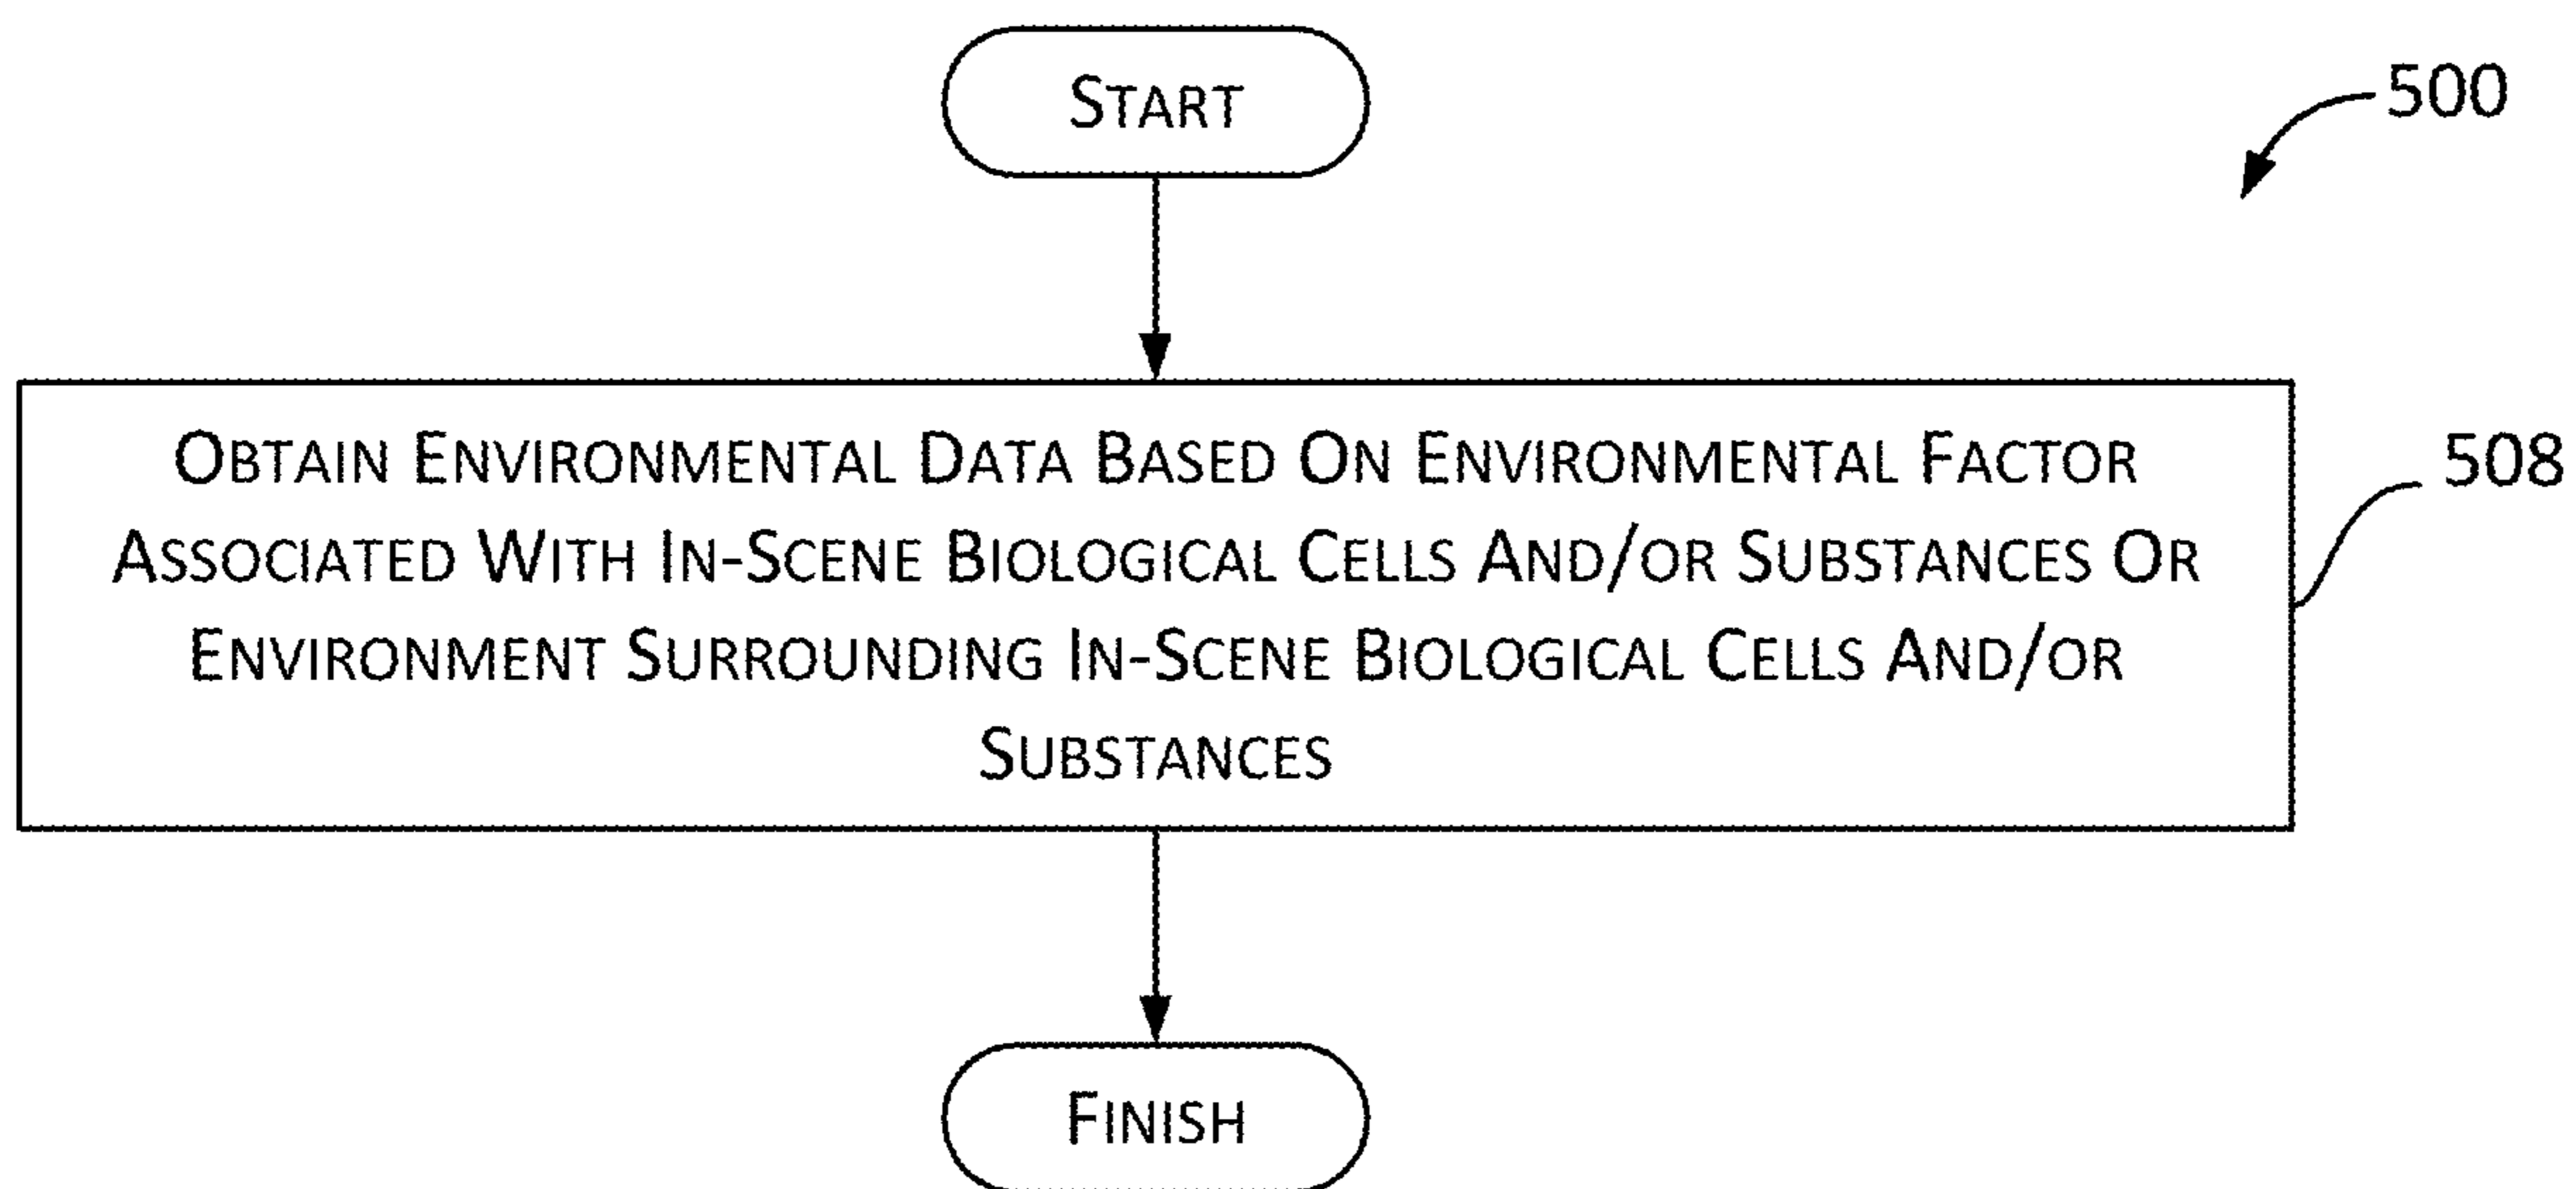 START
500
OBTAIN ENVIRONMENTAL DATA BASED ON ENVIRONMENTAL FACTOR
508
ASSOCIATED WITH IN-SCENE BIOLOGICAL CELLS AND/OR SUBSTANCES OR
ENVIRONMENT SURROUNDING IN-SCENE BIOLOGICAL CELLS AND/OR
SUBSTANCES
FINISH